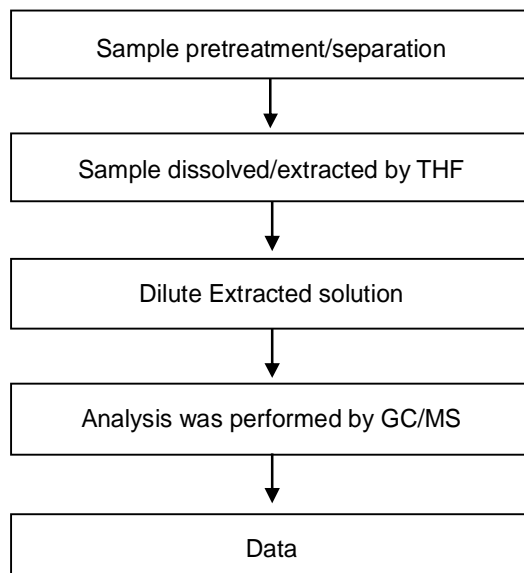 Sample pretreatment/separation
Sample dissolved/extracted by THF
Dilute Extracted solution
Analysis was performed by GC/MS
Data